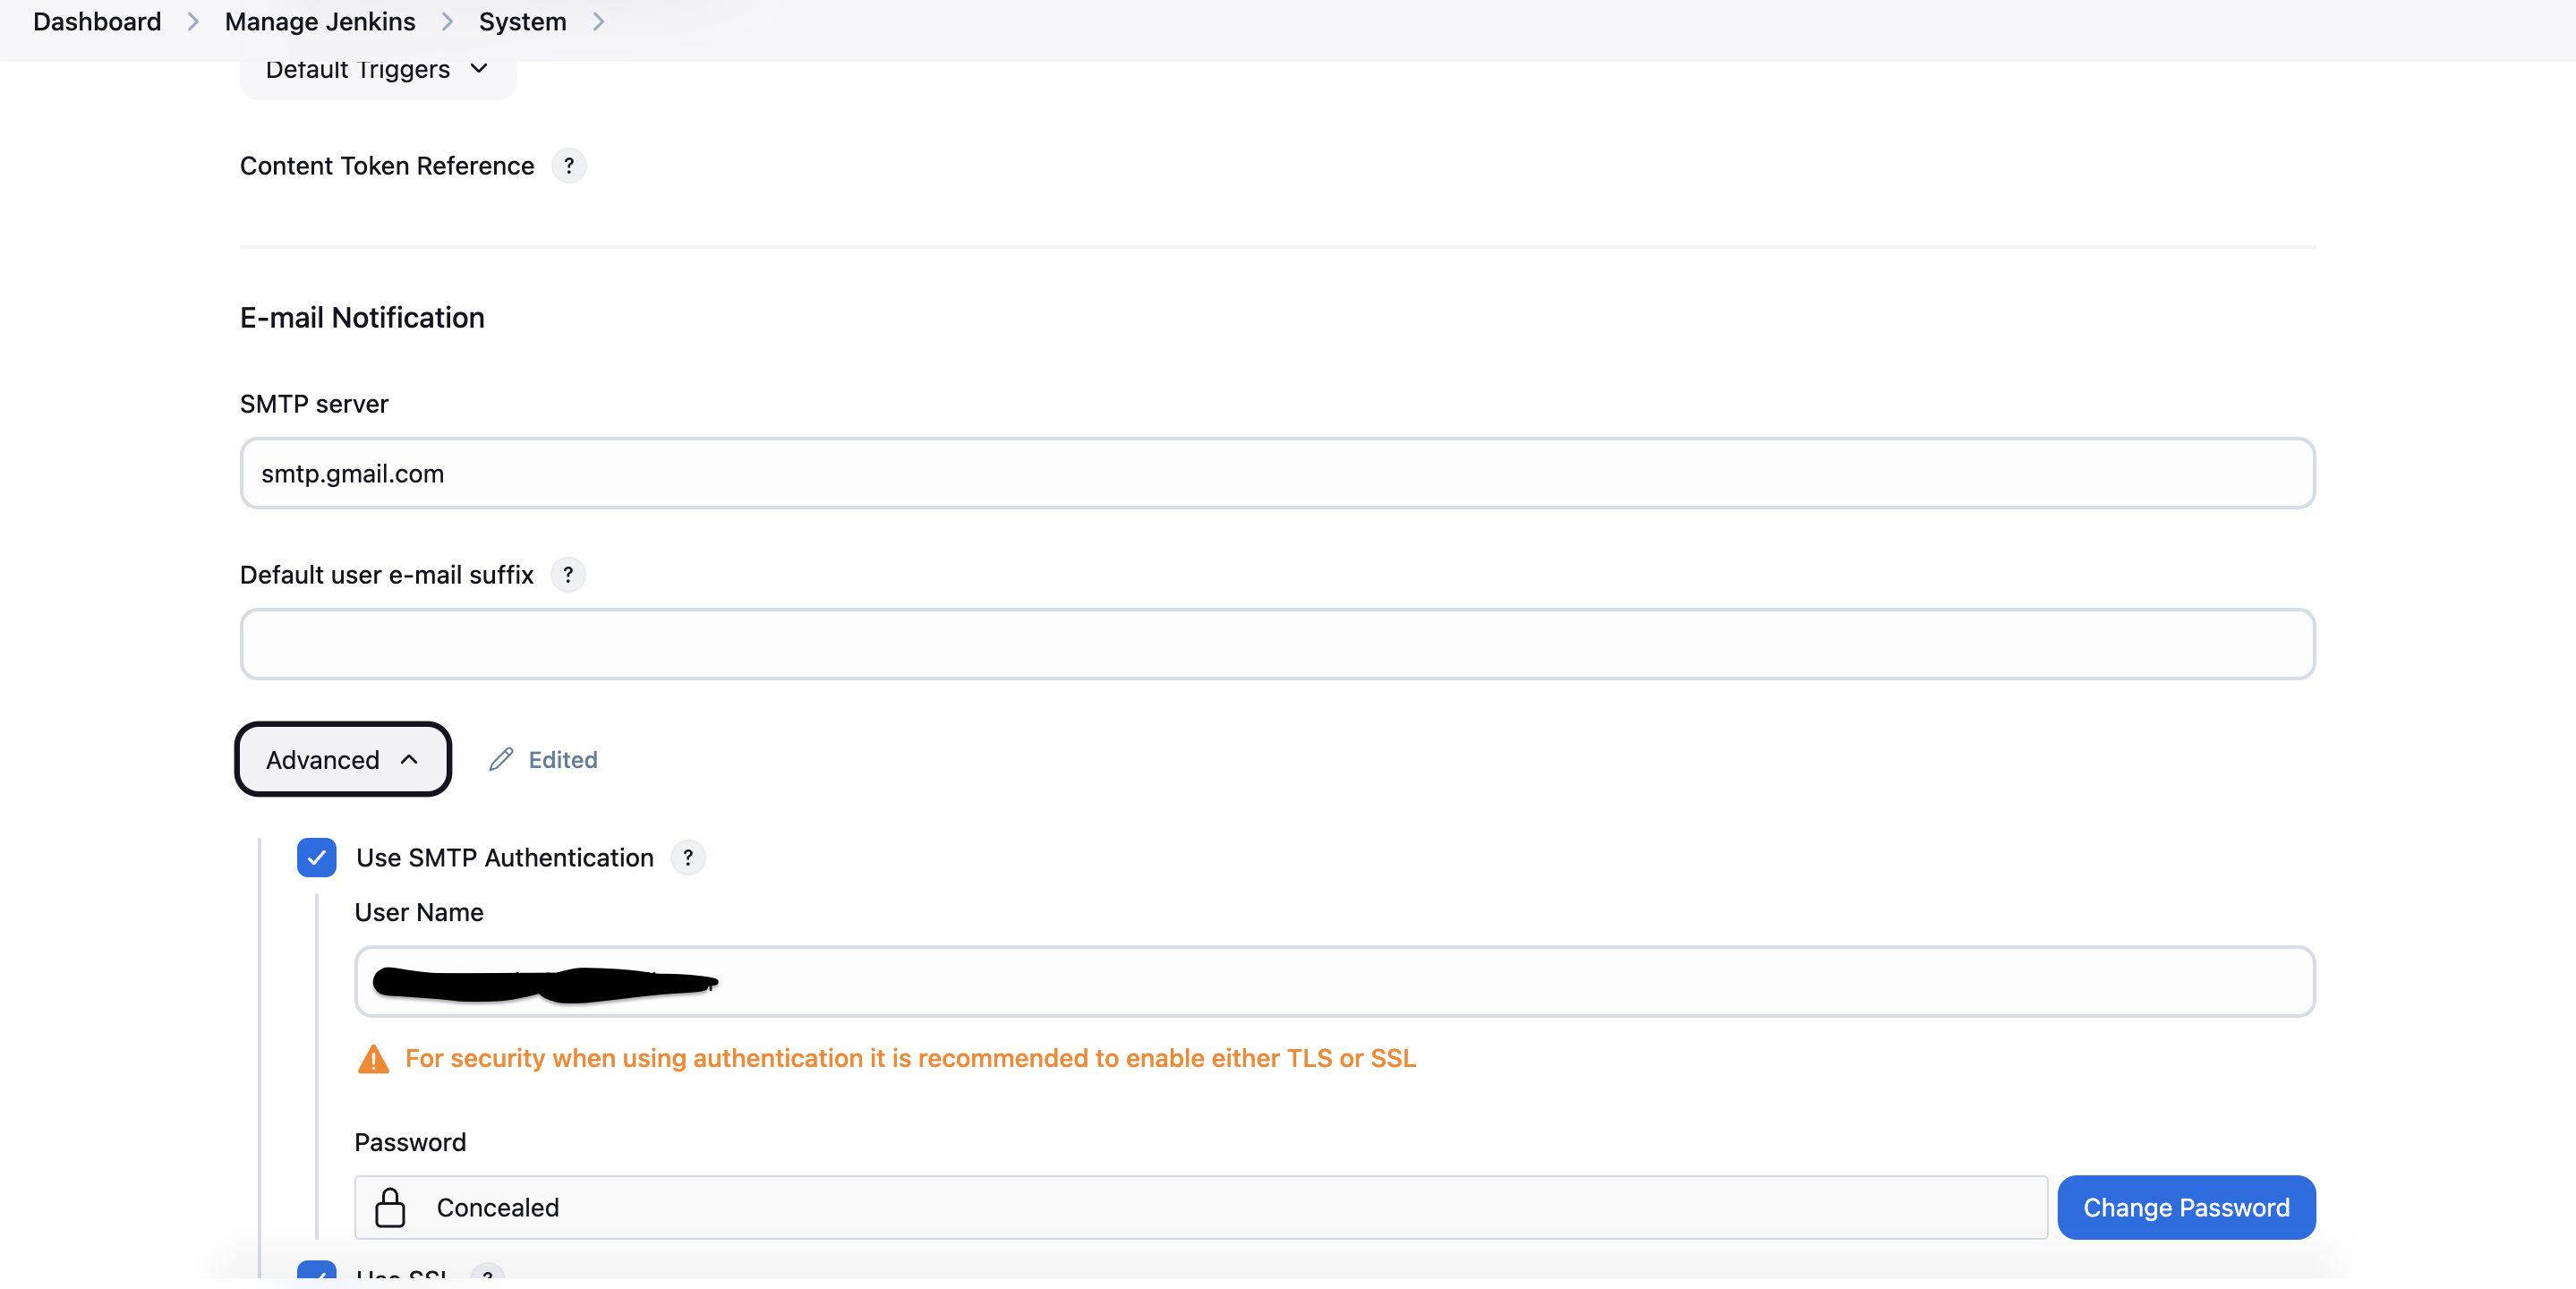 Dashboard > Manage Jenkins > System >
Default Triggers
Content Token Reference ?
E-mail Notification
SMTP server
smtp.gmail.com
Default user e-mail suffix ?
Advanced Edited
Use SMTP Authentication ?
User Name
For security when using authentication it is recommended to enable either TLS or SSL
Password
Concealed Change Password
Use SSL ?